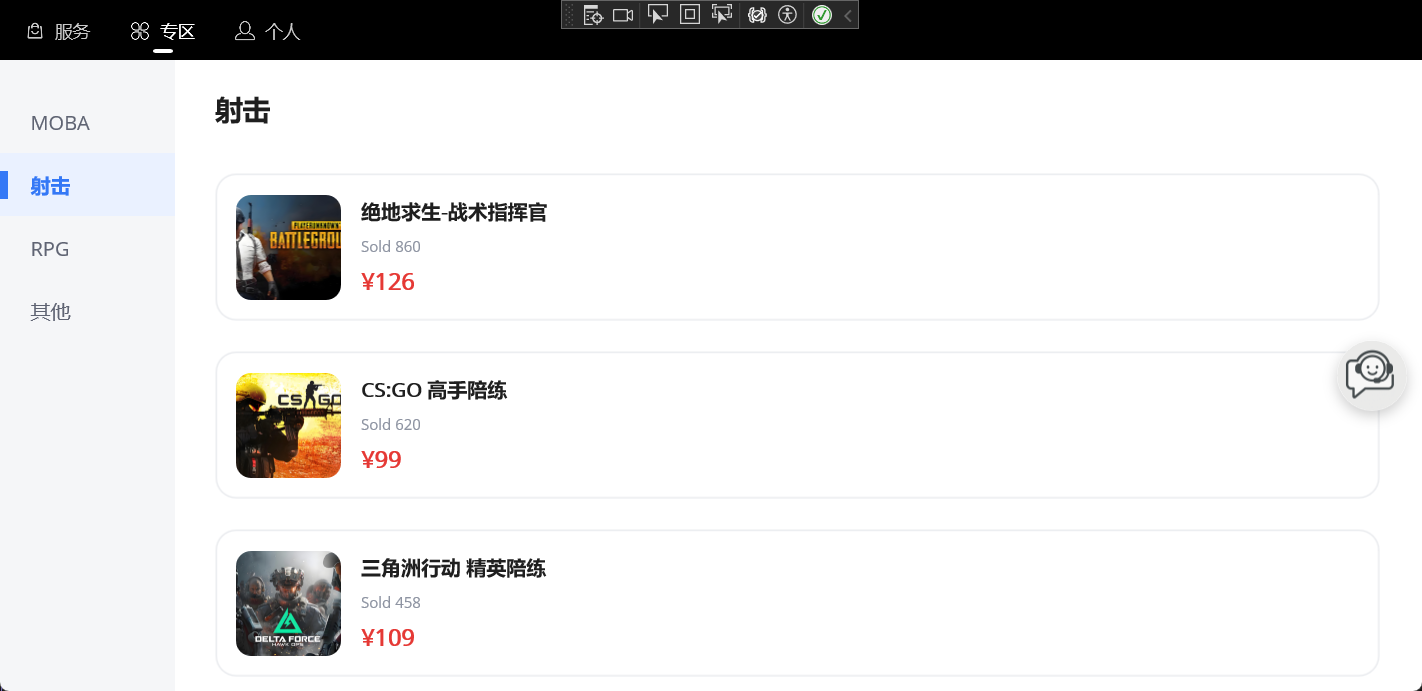 服务 专区 个人
MOBA
射击
RPG
其他
射击
绝地求生-战术指挥官
Sold 860
¥126
PLAYERUNKNOWN'
BATTLEGROU
CS:GO 高手陪练
Sold 620
¥99
CS GO
三角洲行动 精英陪练
Sold 458
¥109
DELTA FORCE
HAWK OPS